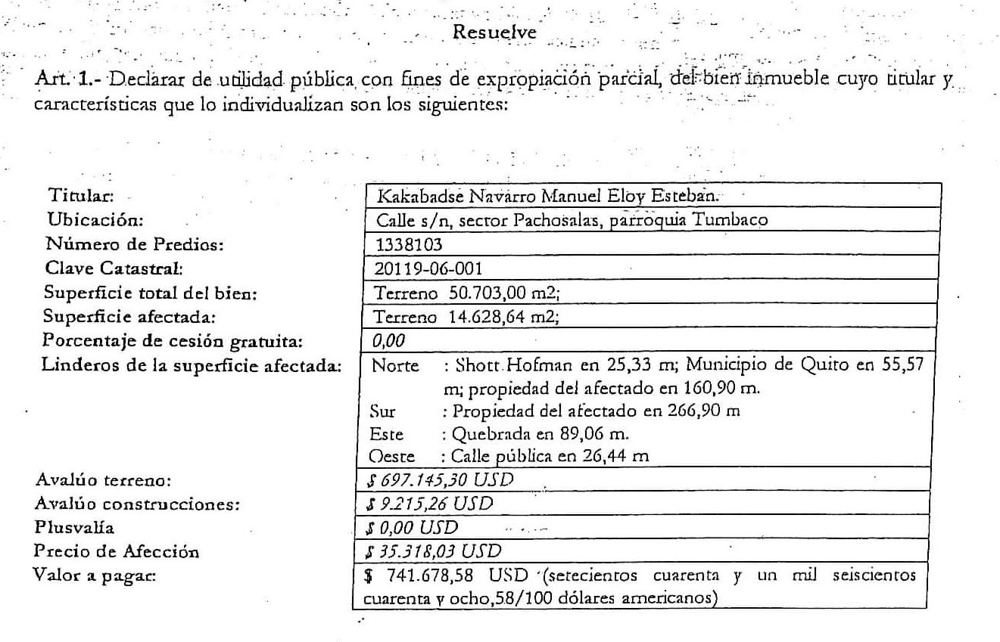 Resuelve
Art. 1.- Declarar de utilidad pública con fines de expropiación parcial, del bien inmueble cuyo titular y
características que lo individualizan son los siguientes:
Titular: Kakabadse Navarro Manuel Eloy Esteban.
Ubicación: Calle s/n, sector Pachosalas, parroquia Tumbaco
Número de Predios: 1338103
Clave Catastral: 20119-06-001
Superficie total del bien: Terreno 50.703,00 m2;
Superficie afectada: Terreno 14.628,64 m2;
Porcentaje de cesión gratuita: 0,00
Linderos de la superficie afectada: Norte : Shott Hofman en 25,33 m; Municipio de Quito en 55,57
m; propiedad del afectado en 160,90 m.
Sur : Propiedad del afectado en 266,90 m
Este : Quebrada en 89,06 m.
Oeste : Calle pública en 26,44 m
Avalúo terreno: $ 697.145,30 USD
Avalúo construcciones: $ 9.215,26 USD
Plusvalía $ 0,00 USD
Precio de Afección $ 35.318,03 USD
Valor a pagar: $ 741.678,58 USD (setecientos cuarenta y un mil seiscientos
cuarenta y ocho,58/100 dólares americanos)